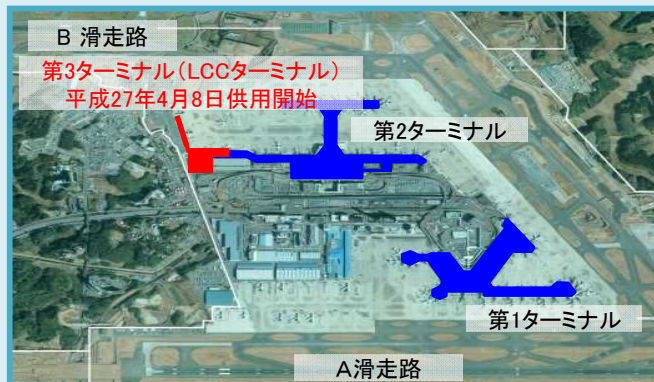 B 滑走路
第3ターミナル(LCCターミナル)
平成27年4月8日供用開始
第2ターミナル
第1ターミナル
A滑走路